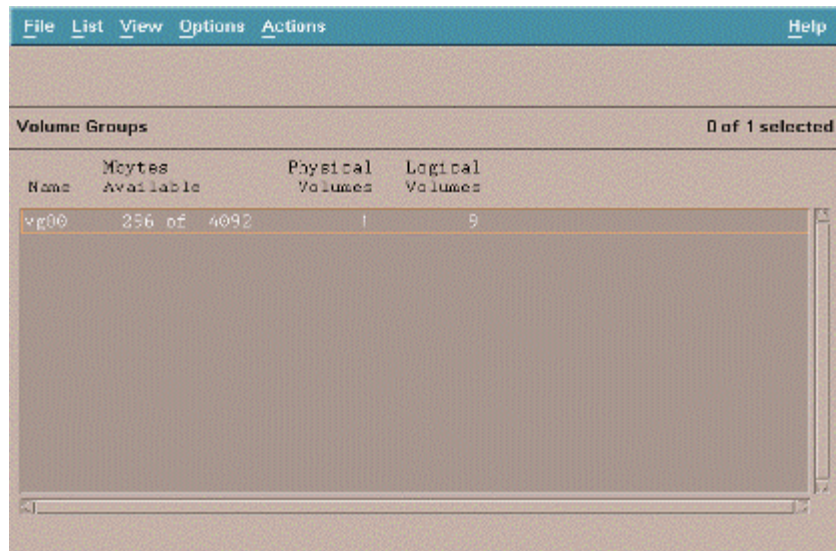 File List View Options Actions Help
Volume Groups 0 of 1 selected
Mbytes Physical Logical
Name Available Volumes Volumes
vg00 296 of 4092 1 9